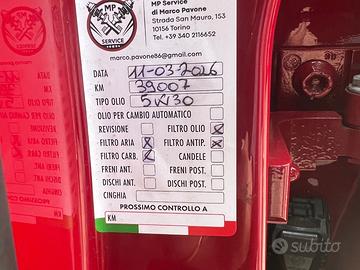 MP
SERVICE
MP Service
di Marco Pavone
Strada San Mauro, 153
10156 Torino
Tel. +39 340 2116652
marco.pavone86@gmail.com
DATA 11-03-2026
KM 39007
TIPO OLIO 5W30
OLIO PER CAMBIO AUTOMATICO
REVISIONE FILTRO OLIO X
FILTRO ARIA X FILTRO ANTIP. X
FILTRO CARB. X CANDELE
FRENI ANT. FRENI POST.
DISCHI ANT. DISCHI POST.
CINGHIA
PROSSIMO CONTROLLO A
KM
subito